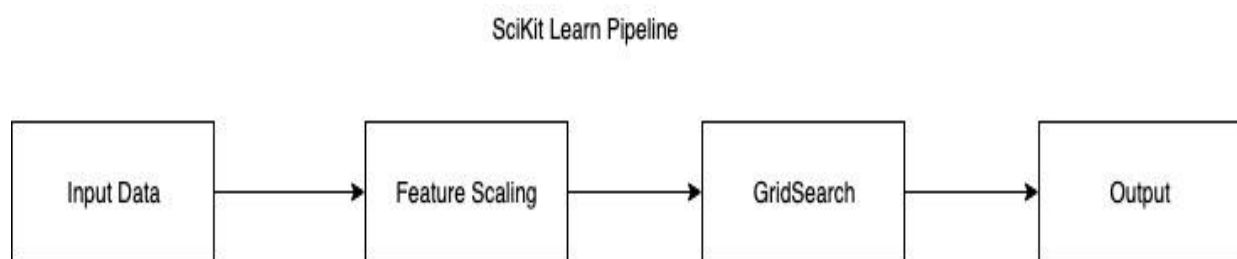 SciKit Learn Pipeline
Input Data
Feature Scaling
GridSearch
Output